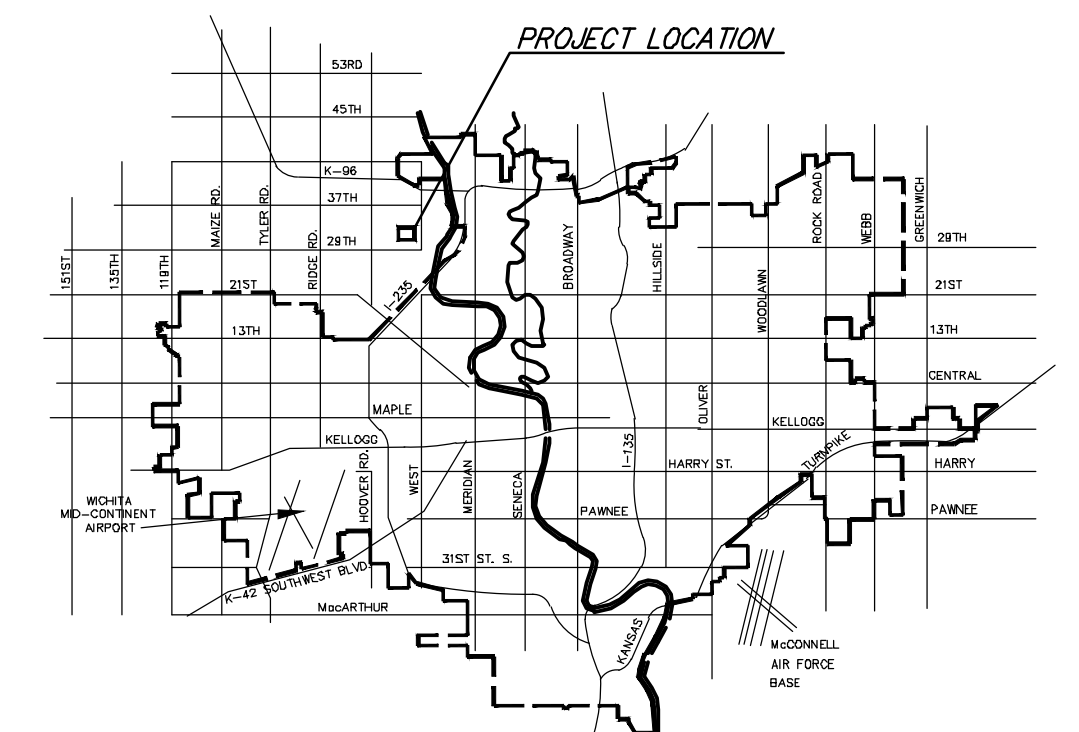 PROJECT LOCATION
53RD
45TH
K-96
37TH
29TH
MAIZE RD.
TYLER RD.
RIDGE RD.
151ST
135TH
119TH
21ST
I-235
13TH
BROADWAY
HILLSIDE
WOODLAWN
ROCK ROAD
WEBB
GREENWICH
29TH
21ST
13TH
CENTRAL
MAPLE
KELLOGG
OLIVER
KELLOGG
TURNPIKE
HOOVER RD.
WEST
MERIDIAN
SENECA
I-135
HARRY ST.
HARRY
WICHITA
MID-CONTINENT
AIRPORT
PAWNEE
PAWNEE
31ST ST. S.
K-42 SOUTHWEST BLVD.
MacARTHUR
KANSAS
McCONNELL
AIR FORCE
BASE